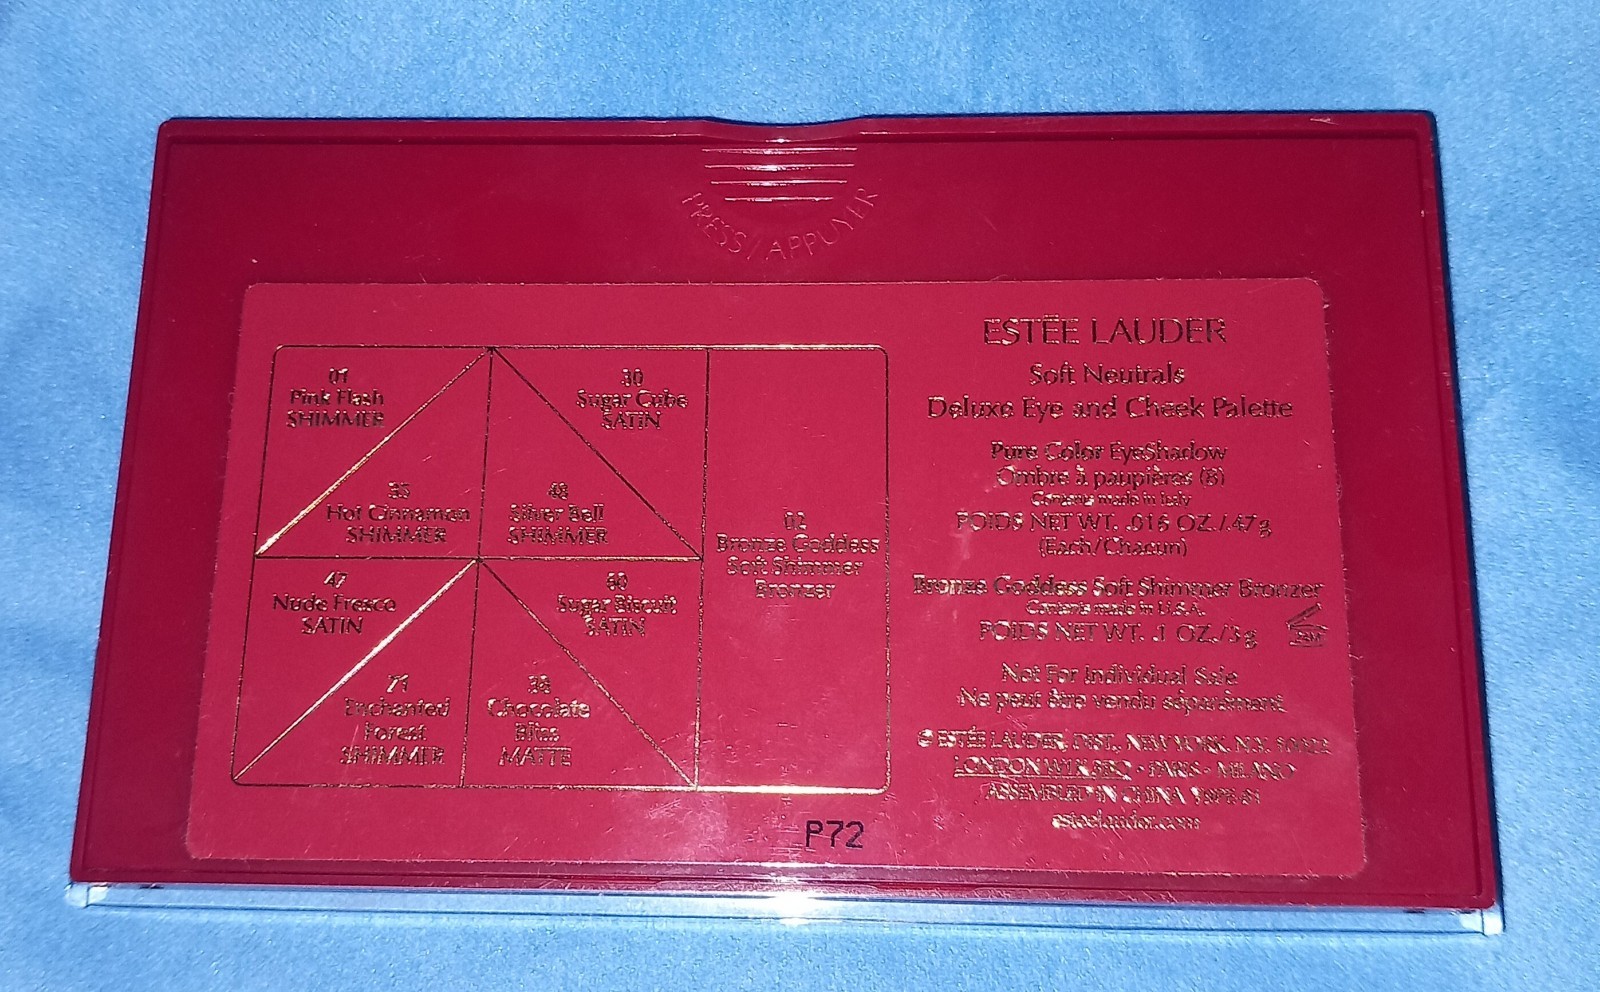 PRESS / APPUYER
01
Pink Flash
SHIMMER
30
Sugar Cube
SATIN
35
Hot Cinnamon
SHIMMER
48
Silver Ball
SHIMMER
47
Nude Fresco
SATIN
60
Sugar Biscuit
SATIN
71
Enchanted
Forest
SHIMMER
38
Chocolate
Bliss
MATTE
02
Bronze Goddess
Soft Shimmer
Bronzer
ESTĒE LAUDER
Soft Neutrals
Deluxe Eye and Cheek Palette
Pure Color EyeShadow
Ombre à paupières (8)
Contents made in Italy
POIDS NET WT. .016 OZ./.47g
(Each/Chacun)
Bronze Goddess Soft Shimmer Bronzer
Contents made in U.S.A.
POIDS NET WT. .1 OZ./3g
Not For Individual Sale
Ne peut être vendu séparément
© ESTĒE LAUDER, DIST., NEW YORK, N.Y. 10022
LONDON · PARIS · MILANO
ASSEMBLED IN CHINA
esteelauder.com
P72